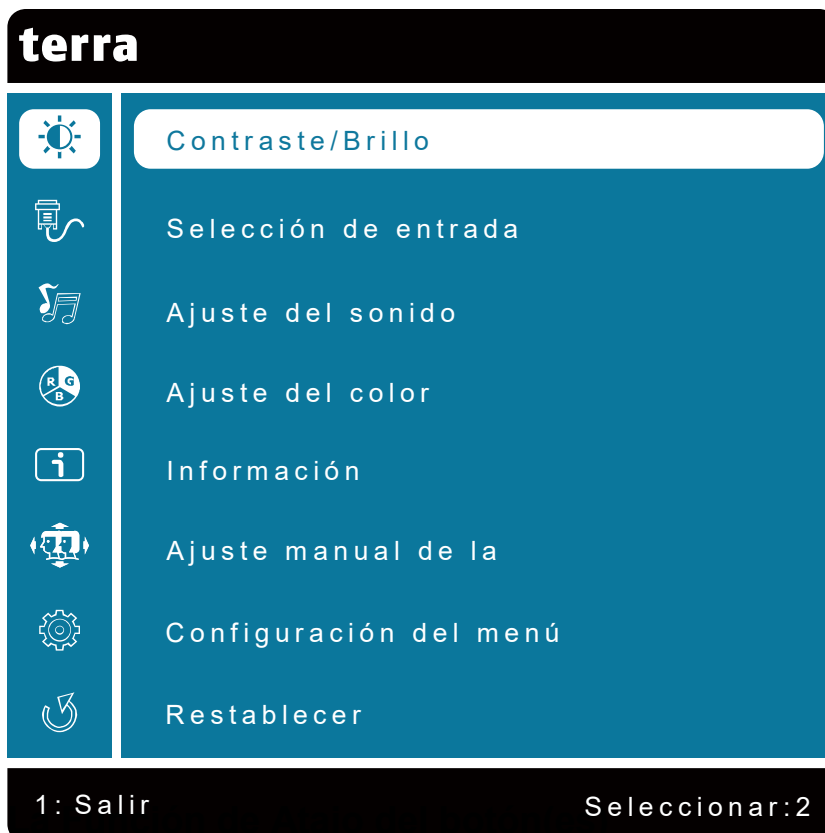 terra
Contraste/Brillo
Selección de entrada
Ajuste del sonido
R G
B
Ajuste del color
i
Información
Ajuste manual de la
Configuración del menú
Restablecer
1: Salir Seleccionar:2